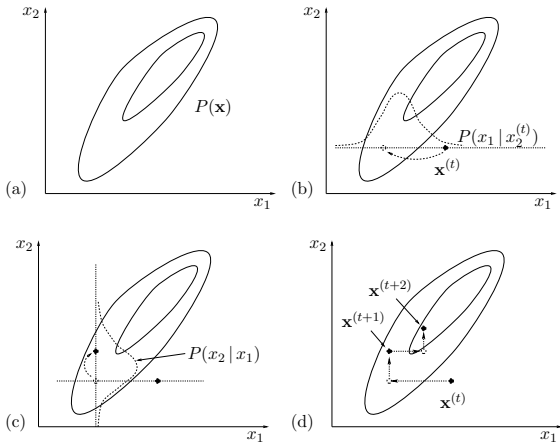 x₂
P(x)
(a)
x₁
x₂
P(x₁ | x₂⁽ᵗ⁾)
x⁽ᵗ⁾
(b)
x₁
x₂
P(x₂ | x₁)
(c)
x₁
x₂
x⁽ᵗ⁺²⁾
x⁽ᵗ⁺¹⁾
x⁽ᵗ⁾
(d)
x₁